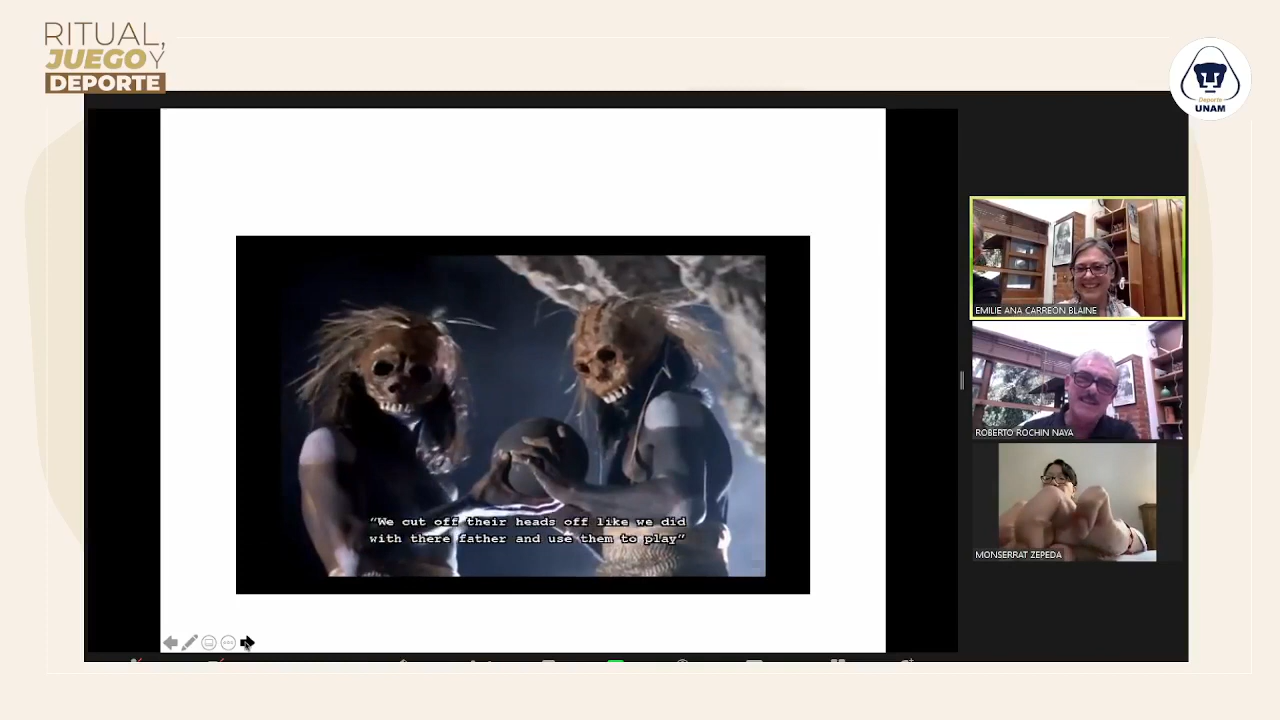 RITUAL,
JUEGO Y
DEPORTE
Deporte
UNAM
EMILIE ANA CARREÓN BLAINE
ROBERTO ROCHIN NAYA
MONSERRAT ZEPEDA
"We cut off their heads off like we did
with there father and use them to play"